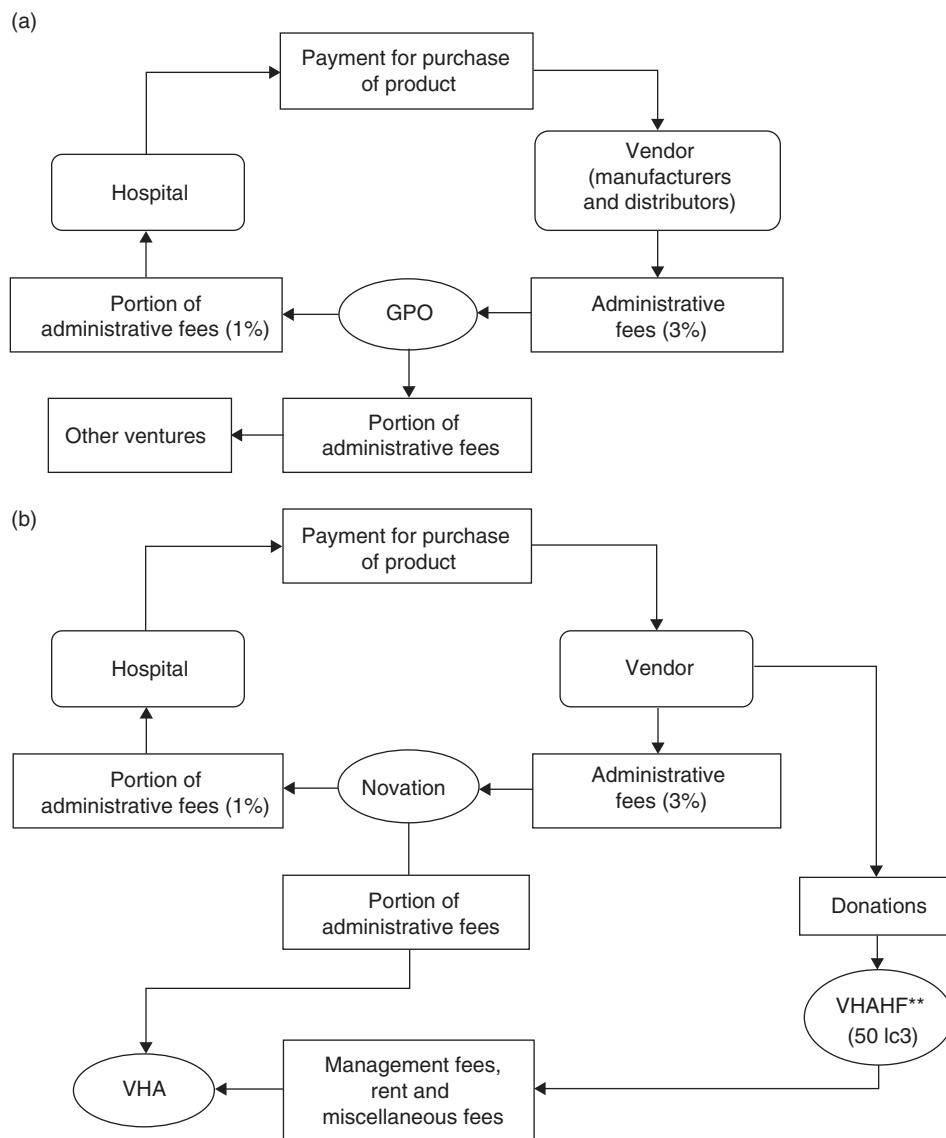 (a)
Payment for purchase
of product
Hospital
Vendor
(manufacturers
and distributors)
Portion of
administrative fees (1%)
GPO
Administrative
fees (3%)
Other ventures
Portion of
administrative fees
(b)
Payment for purchase
of product
Hospital
Vendor
Portion of
administrative fees (1%)
Novation
Administrative
fees (3%)
Portion of
administrative fees
Donations
VHAHF**
(50 lc3)
VHA
Management fees,
rent and
miscellaneous fees